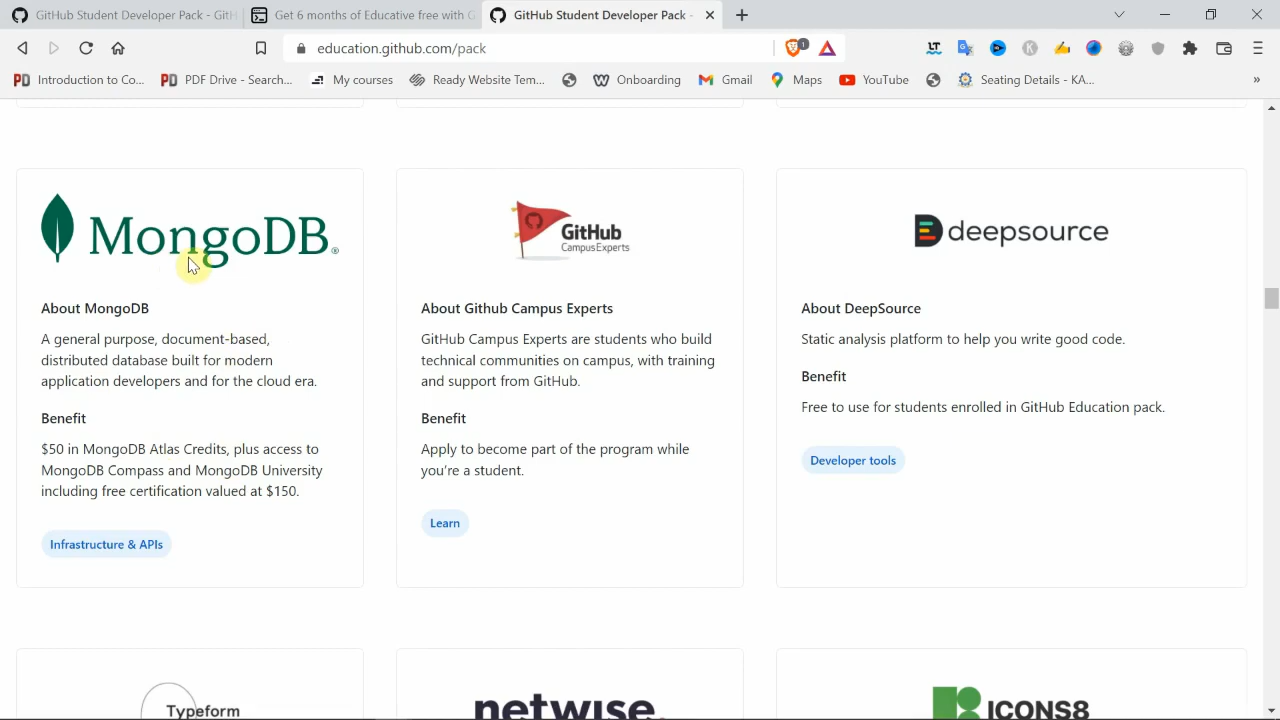 GitHub Student Developer Pack - GitH
Get 6 months of Educative free with G
GitHub Student Developer Pack -
education.github.com/pack
1
LT
K
PD Introduction to Co...
PD PDF Drive - Search...
My courses
Ready Website Tem...
Onboarding
Gmail
Maps
YouTube
Seating Details - KA...
»
MongoDB®
About MongoDB
A general purpose, document-based,
distributed database built for modern
application developers and for the cloud era.
Benefit
$50 in MongoDB Atlas Credits, plus access to
MongoDB Compass and MongoDB University
including free certification valued at $150.
Infrastructure & APIs
GitHub
Campus Experts
About Github Campus Experts
GitHub Campus Experts are students who build
technical communities on campus, with training
and support from GitHub.
Benefit
Apply to become part of the program while
you're a student.
Learn
deepsource
About DeepSource
Static analysis platform to help you write good code.
Benefit
Free to use for students enrolled in GitHub Education pack.
Developer tools
Typeform
netwise.
ICONS8